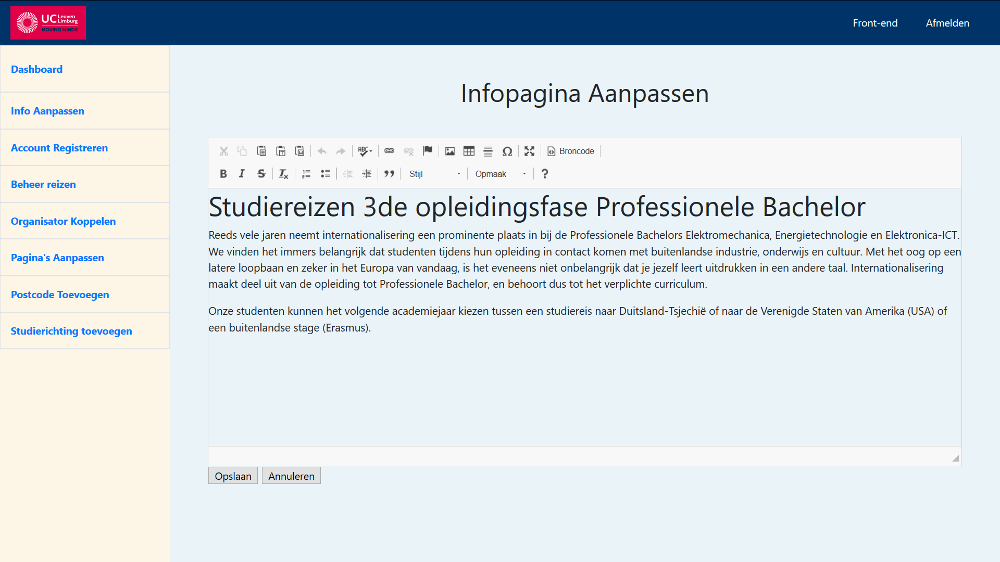 UC Leuven Limburg
MOVING MINDS
Front-end
Afmelden
Dashboard
Info Aanpassen
Account Registreren
Beheer reizen
Organisator Koppelen
Pagina's Aanpassen
Postcode Toevoegen
Studierichting toevoegen
Infopagina Aanpassen
ABC
Broncode
Stijl
Opmaak
Studiereizen 3de opleidingsfase Professionele Bachelor
Reeds vele jaren neemt internationalisering een prominente plaats in bij de Professionele Bachelors Elektromechanica, Energietechnologie en Elektronica-ICT.
We vinden het immers belangrijk dat studenten tijdens hun opleiding in contact komen met buitenlandse industrie, onderwijs en cultuur. Met het oog op een
latere loopbaan en zeker in het Europa van vandaag, is het eveneens niet onbelangrijk dat je jezelf leert uitdrukken in een andere taal. Internationalisering
maakt deel uit van de opleiding tot Professionele Bachelor, en behoort dus tot het verplichte curriculum.
Onze studenten kunnen het volgende academiejaar kiezen tussen een studiereis naar Duitsland-Tsjechië of naar de Verenigde Staten van Amerika (USA) of
een buitenlandse stage (Erasmus).
Opslaan
Annuleren